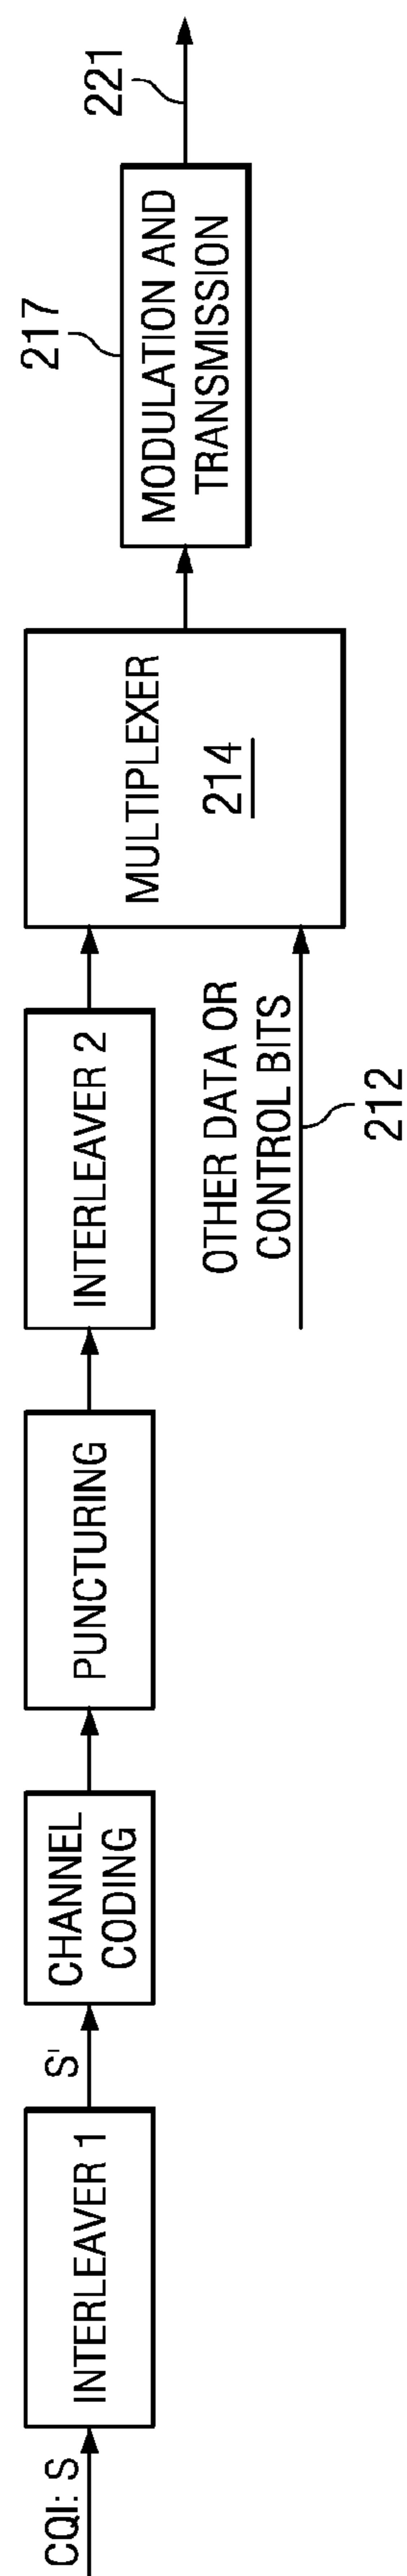 CQI: S
INTERLEAVER 1
S'
CHANNEL
CODING
PUNCTURING
INTERLEAVER 2
OTHER DATA OR
CONTROL BITS
212
MULTIPLEXER
214
217
MODULATION AND
TRANSMISSION
221